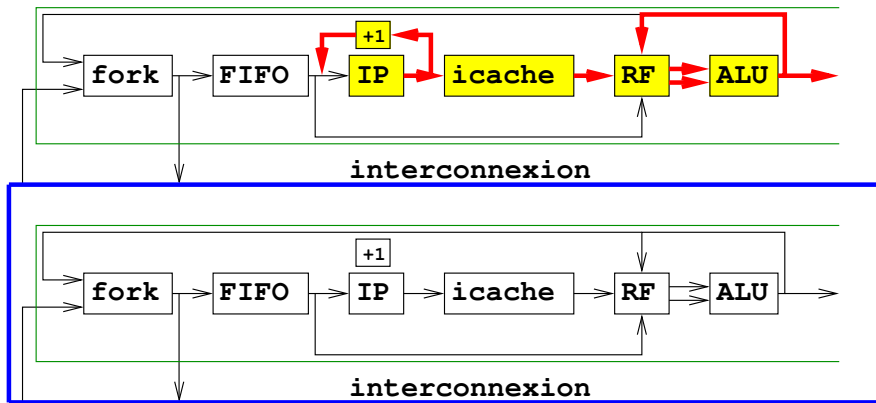 +1
fork FIFO IP icache RF ALU
interconnexion
+1
fork FIFO IP icache RF ALU
interconnexion